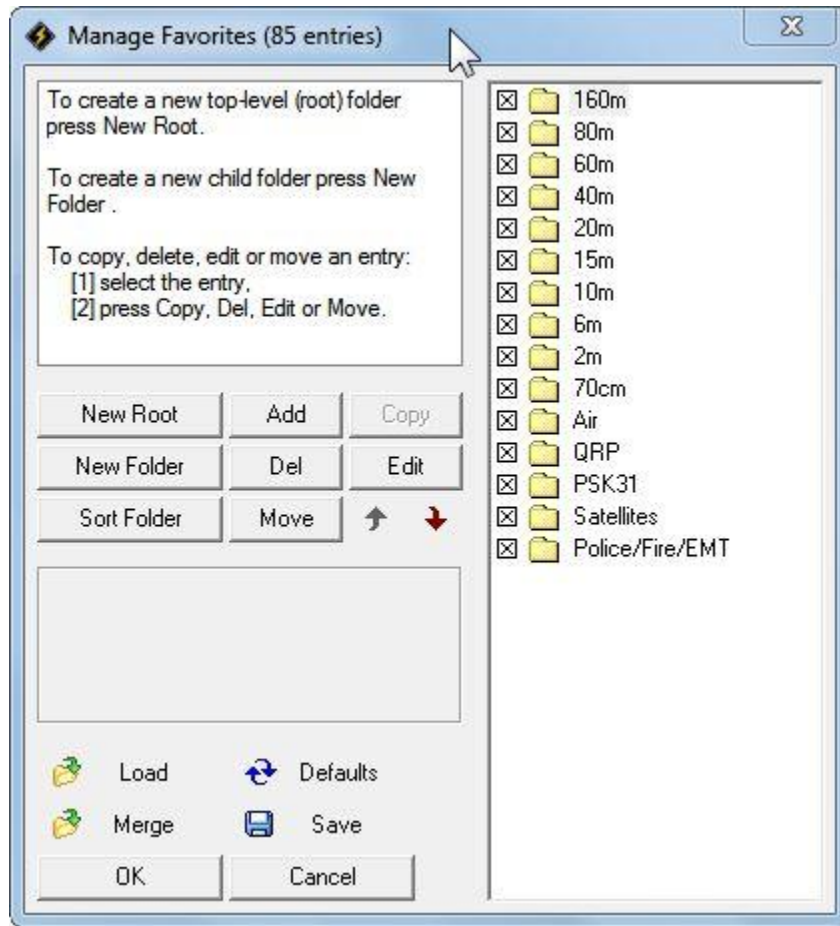 Manage Favorites (85 entries)
To create a new top-level (root) folder
press New Root.
To create a new child folder press New
Folder .
To copy, delete, edit or move an entry:
[1] select the entry,
[2] press Copy, Del, Edit or Move.
New Root
Add
Copy
New Folder
Del
Edit
Sort Folder
Move
Load
Defaults
Merge
Save
OK
Cancel
160m
80m
60m
40m
20m
15m
10m
6m
2m
70cm
Air
QRP
PSK31
Satellites
Police/Fire/EMT